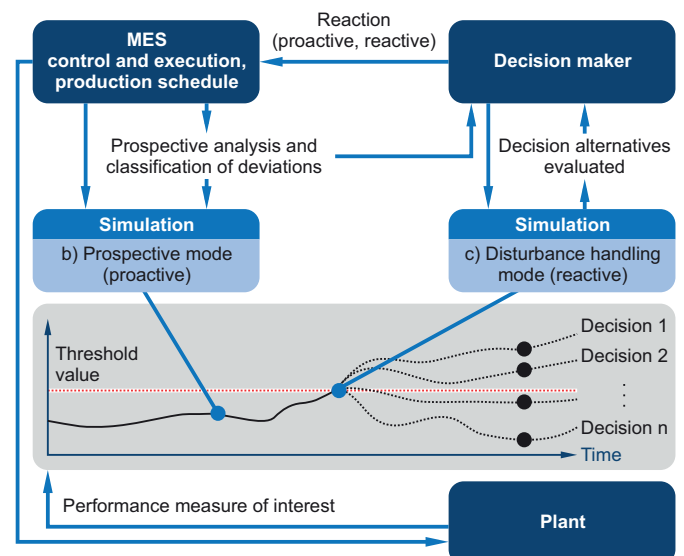 Reaction
(proactive, reactive)
MES
control and execution,
production schedule
Decision maker
Prospective analysis and
classification of deviations
Decision alternatives
evaluated
Simulation
b) Prospective mode
(proactive)
Simulation
c) Disturbance handling
mode (reactive)
Threshold
value
Decision 1
Decision 2
Decision n
Time
Performance measure of interest
Plant